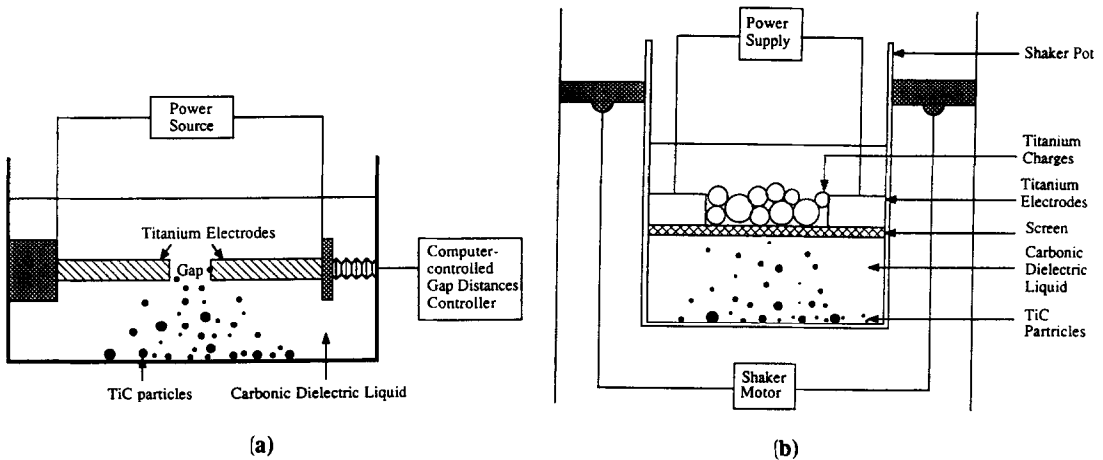 (a)
Power
Source
Titanium Electrodes
Gap
Computer-
controlled
Gap Distances
Controller
TiC particles
Carbonic Dielectric Liquid
(a)
Power
Supply
Shaker Pot
Titanium
Charges
Titanium
Electrodes
Screen
Carbonic
Dielectric
Liquid
TiC
Partricles
Shaker
Motor
(b)
b)